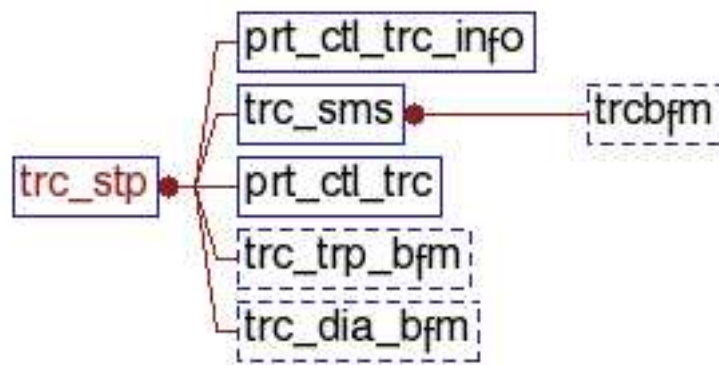 prt_ctl_trc_info
trc_sms
trcbfm
trc_stp
prt_ctl_trc
trc_trp_bfm
trc_dia_bfm